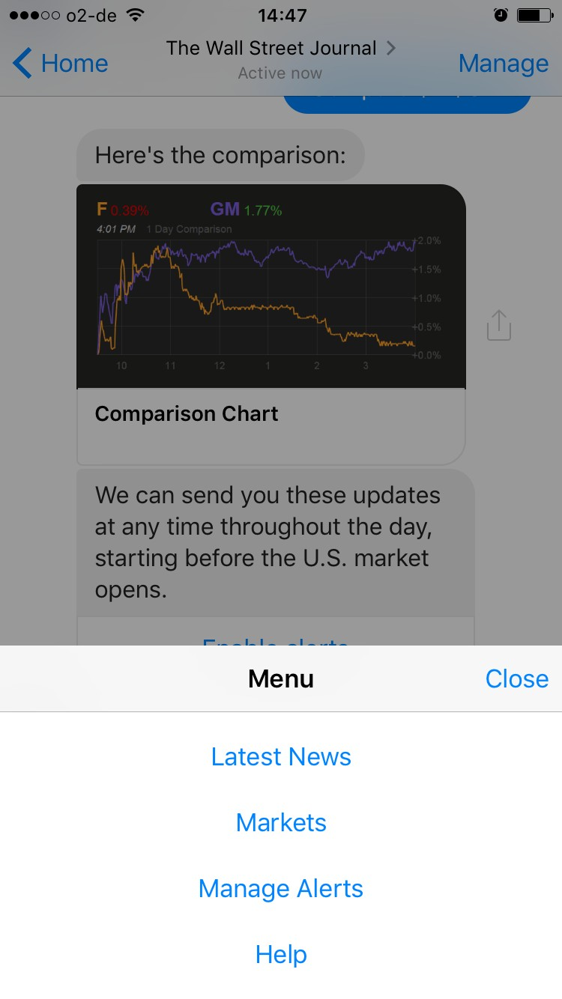 o2-de 14:47
Home The Wall Street Journal Manage
Active now
Here's the comparison:
F 0.39% GM 1.77%
4:01 PM 1 Day Comparison
+2.0%
+1.5%
+1.0%
+0.5%
+0.0%
10 11 12 1 2 3
Comparison Chart
We can send you these updates
at any time throughout the day,
starting before the U.S. market
opens.
Enable alerts
Menu Close
Latest News
Markets
Manage Alerts
Help